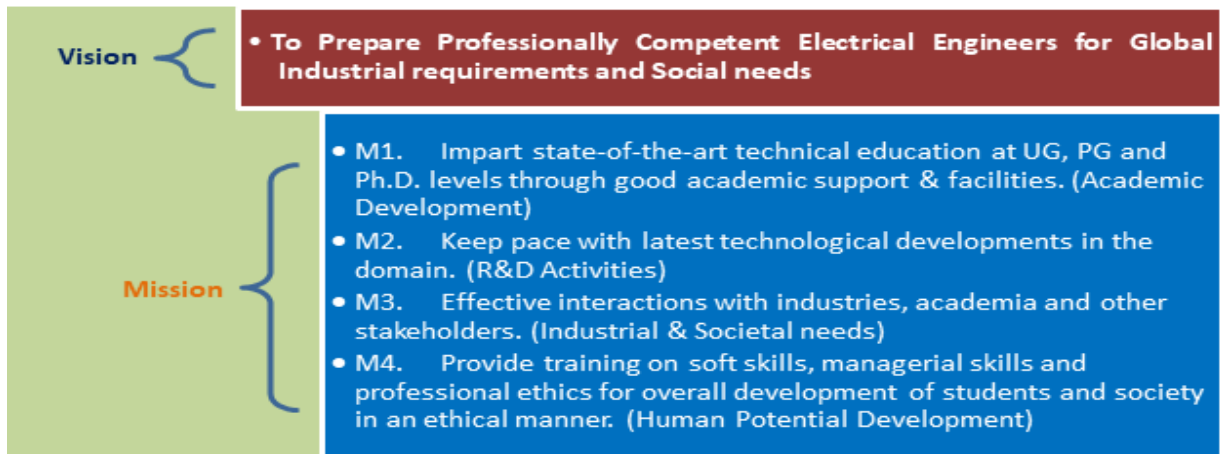 Vision
• To Prepare Professionally Competent Electrical Engineers for Global
Industrial requirements and Social needs
Mission
• M1. Impart state-of-the-art technical education at UG, PG and
Ph.D. levels through good academic support & facilities. (Academic
Development)
• M2. Keep pace with latest technological developments in the
domain. (R&D Activities)
• M3. Effective interactions with industries, academia and other
stakeholders. (Industrial & Societal needs)
• M4. Provide training on soft skills, managerial skills and
professional ethics for overall development of students and society
in an ethical manner. (Human Potential Development)